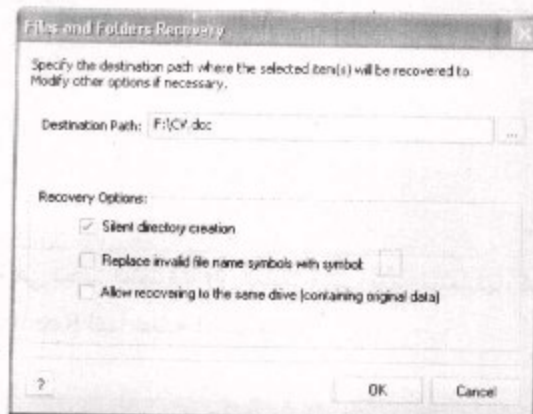 Files and Folders Recovery
Specify the destination path where the selected item(s) will be recovered to.
Modify other options if necessary.
Destination Path: F:\CV.doc ...
Recovery Options:
Silent directory creation
Replace invalid file name symbols with symbol:
Allow recovering to the same drive (containing original data)
? OK Cancel